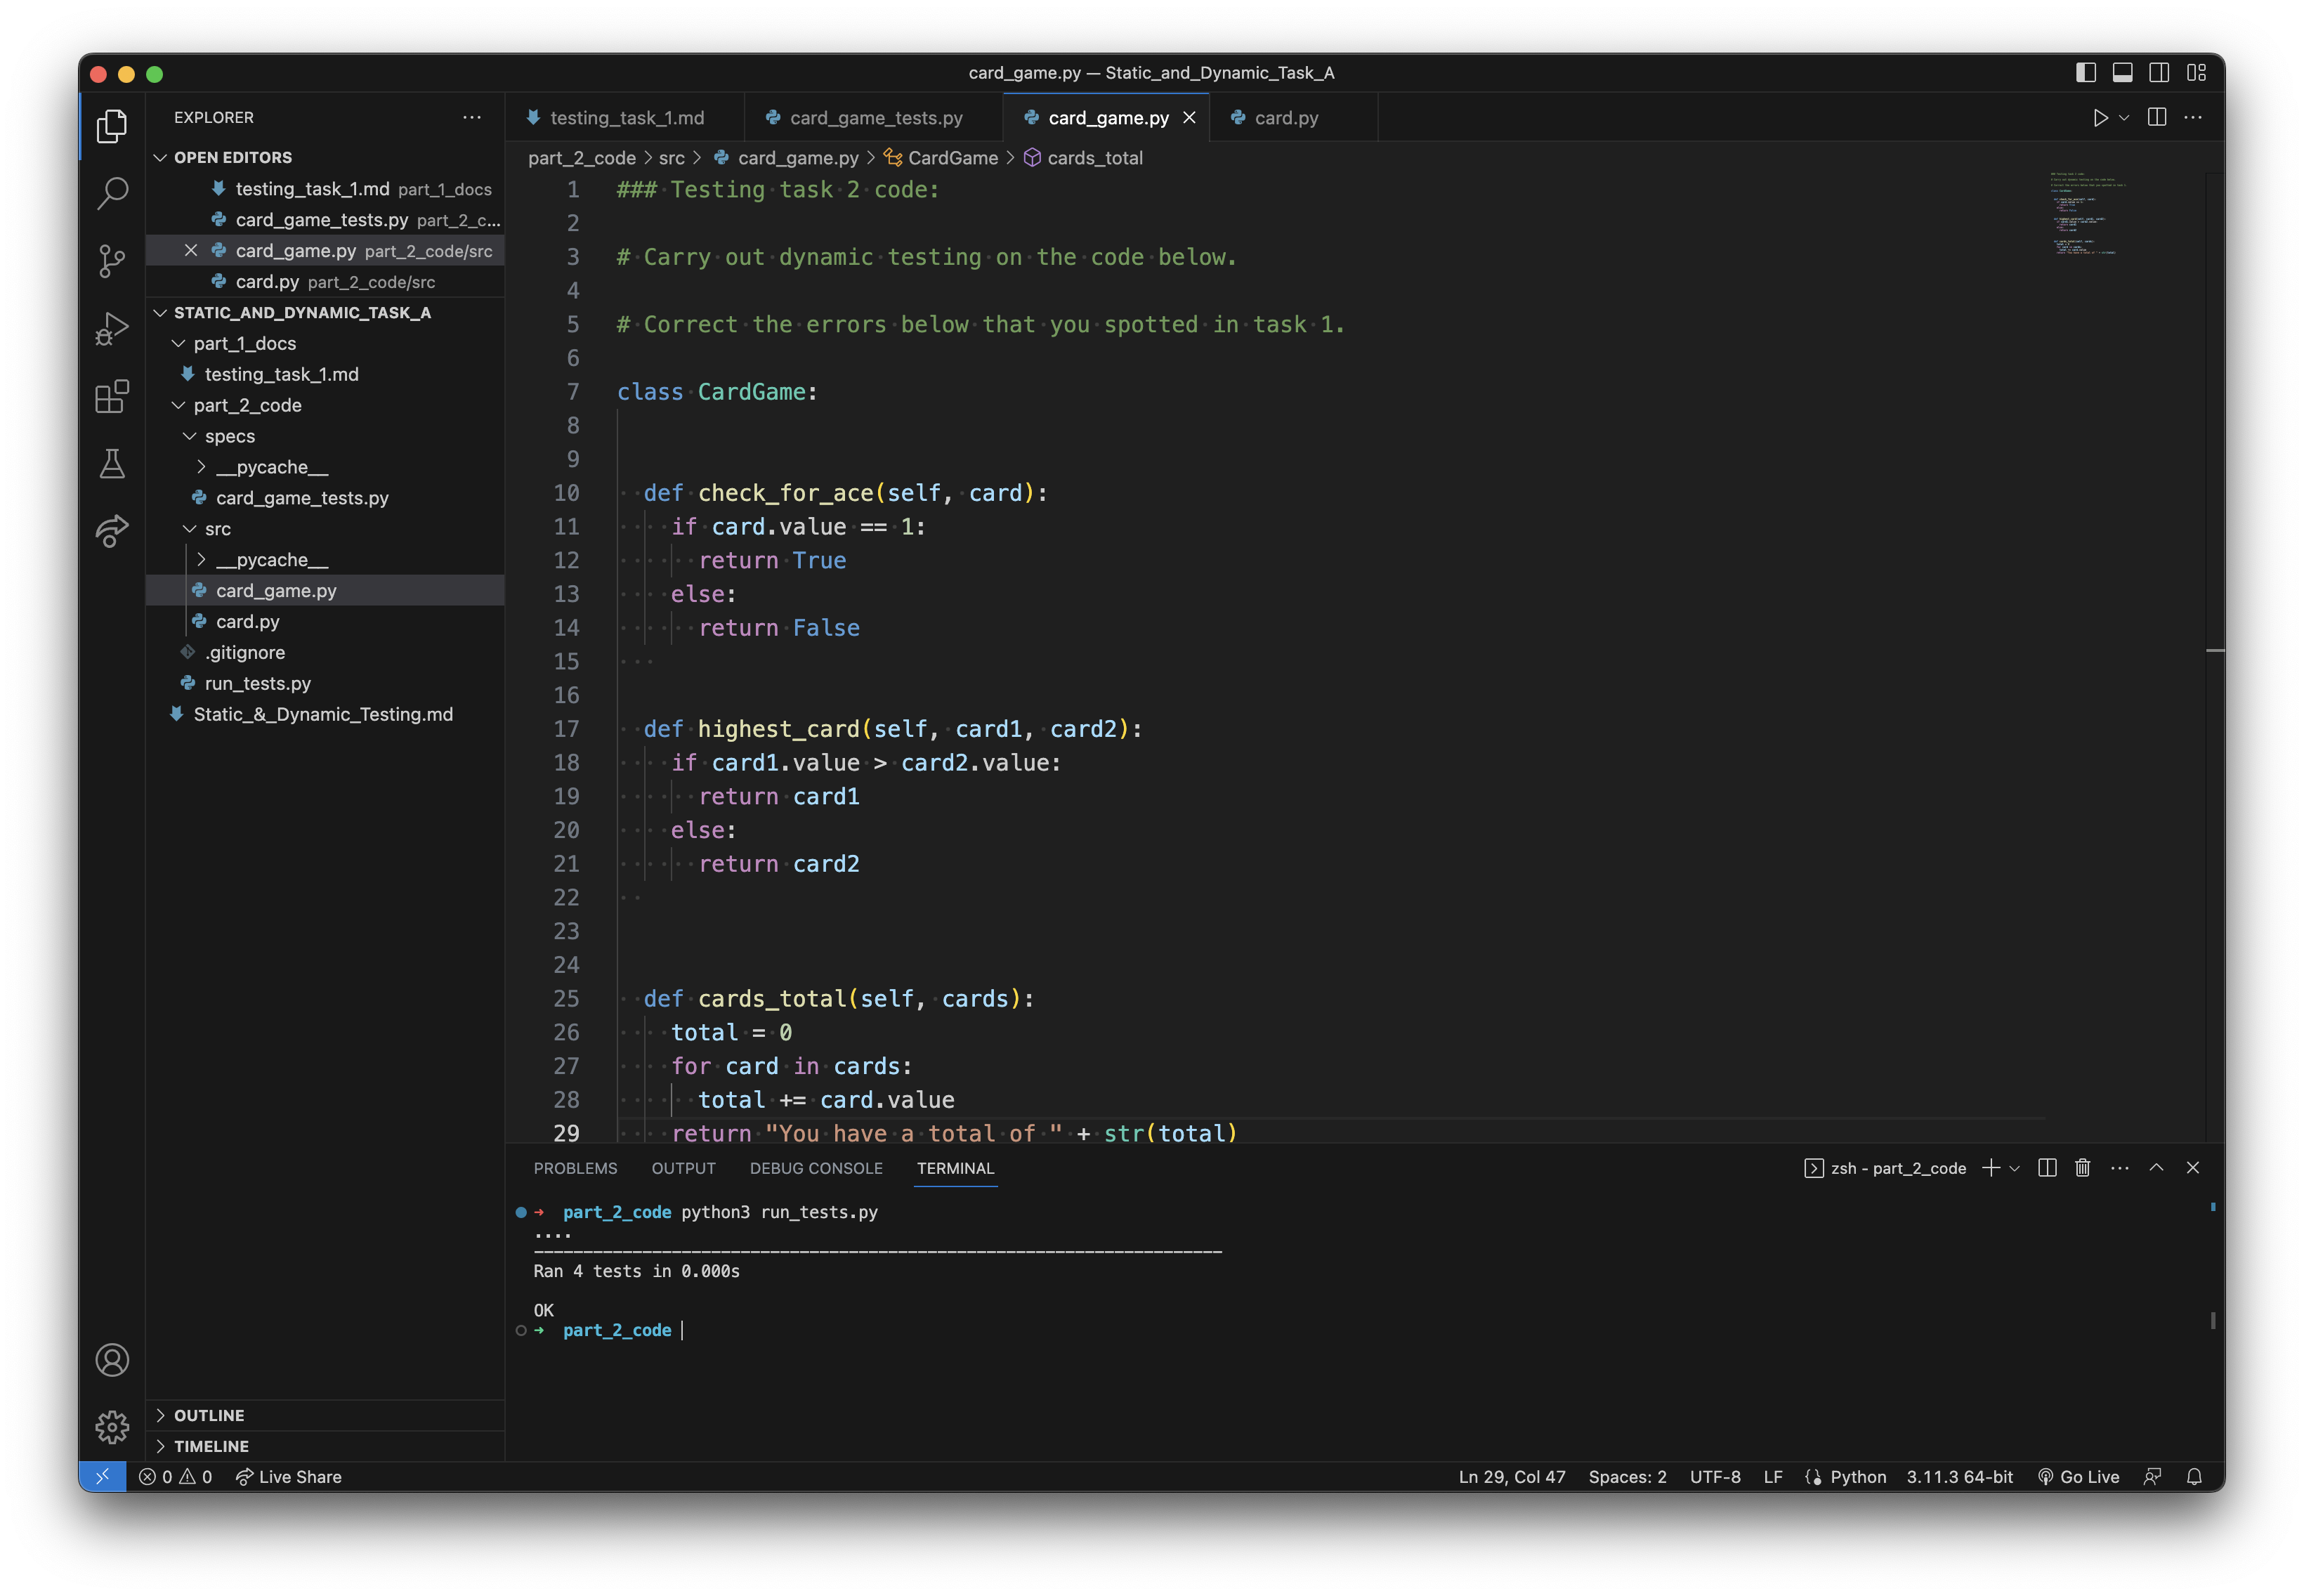 card_game.py — Static_and_Dynamic_Task_A
EXPLORER
OPEN EDITORS
testing_task_1.md part_1_docs
card_game_tests.py part_2_c...
card_game.py part_2_code/src
card.py part_2_code/src
STATIC_AND_DYNAMIC_TASK_A
part_1_docs
testing_task_1.md
part_2_code
specs
__pycache__
card_game_tests.py
src
__pycache__
card_game.py
card.py
.gitignore
run_tests.py
Static_&_Dynamic_Testing.md
OUTLINE
TIMELINE
testing_task_1.md card_game_tests.py card_game.py card.py
part_2_code > src > card_game.py > CardGame > cards_total
1 ### Testing task 2 code:
2
3 # Carry out dynamic testing on the code below.
4
5 # Correct the errors below that you spotted in task 1.
6
7 class CardGame:
8
9
10 def check_for_ace(self, card):
11 if card.value == 1:
12 return True
13 else:
14 return False
15
16
17 def highest_card(self, card1, card2):
18 if card1.value > card2.value:
19 return card1
20 else:
21 return card2
22
23
24
25 def cards_total(self, cards):
26 total = 0
27 for card in cards:
28 total += card.value
29 return "You have a total of " + str(total)
PROBLEMS OUTPUT DEBUG CONSOLE TERMINAL
zsh - part_2_code
→ part_2_code python3 run_tests.py
....
----------------------------------------------------------------------
Ran 4 tests in 0.000s
OK
→ part_2_code
0 0 Live Share
Ln 29, Col 47 Spaces: 2 UTF-8 LF Python 3.11.3 64-bit Go Live